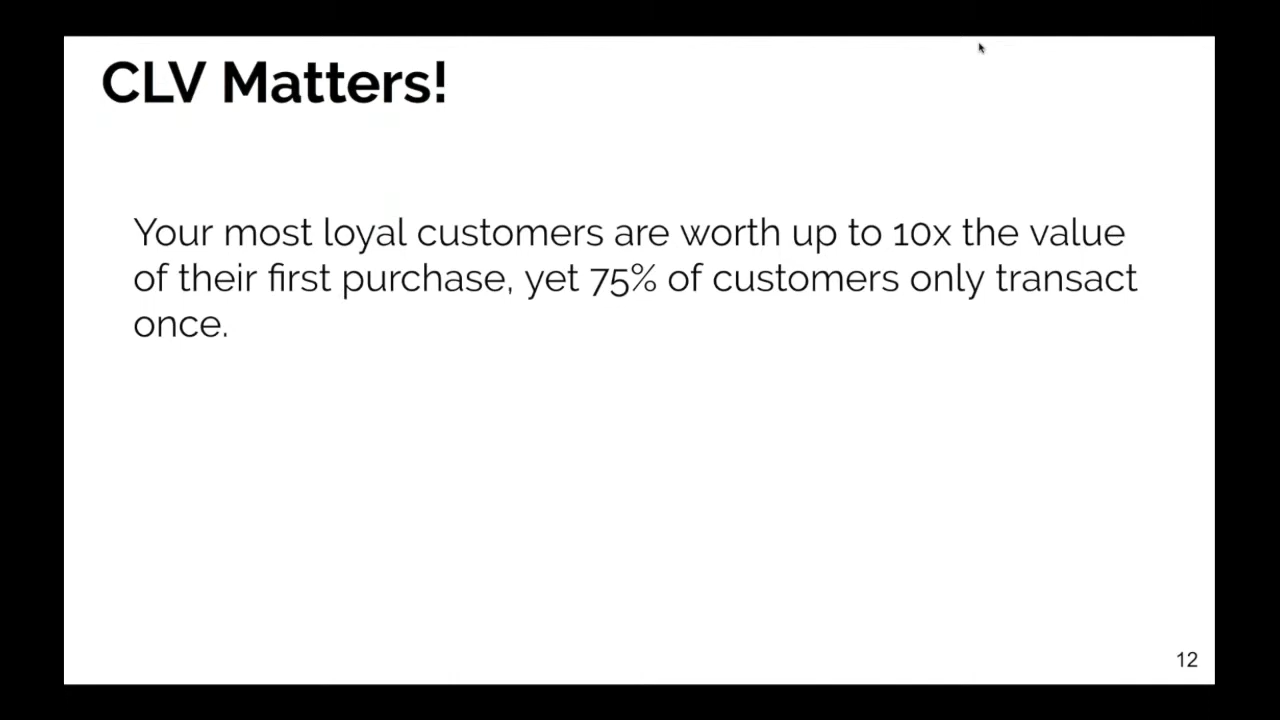 CLV Matters!
Your most loyal customers are worth up to 10x the value
of their first purchase, yet 75% of customers only transact
once.
12